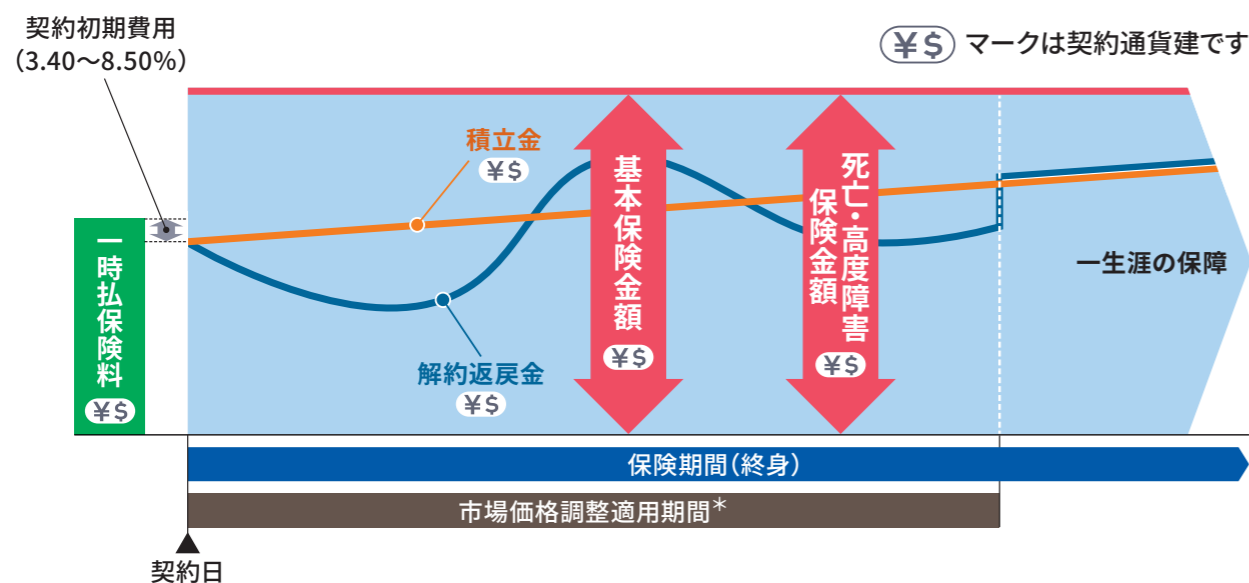 契約初期費用
（3.40〜8.50%）
¥$ マークは契約通貨建です
積立金
¥$
基本保険金額
¥$
死亡・高度障害
保険金額
¥$
一時払保険料
¥$
解約返戻金
¥$
一生涯の保障
保険期間（終身）
市場価格調整適用期間＊
契約日